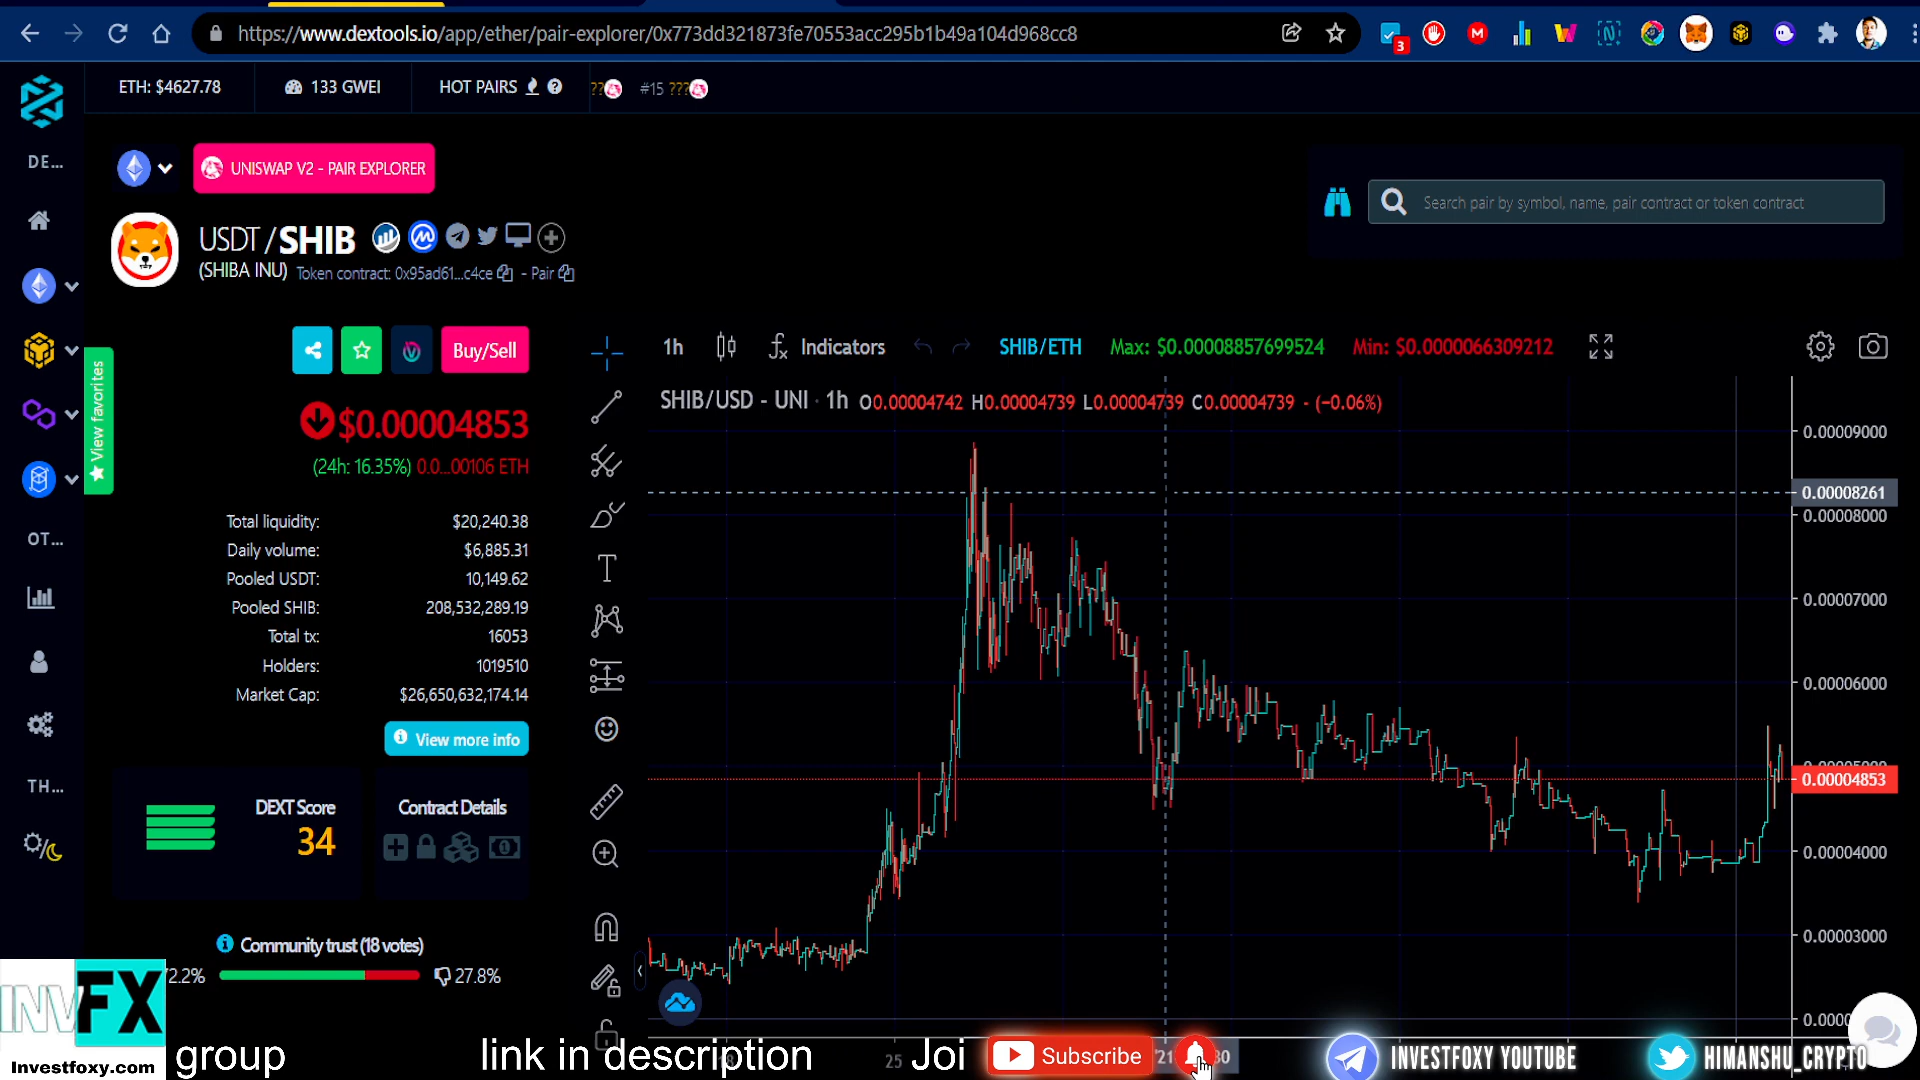 https://www.dextools.io/app/ether/pair-explorer/0x773dd321873fe70553acc295b1b49a104d968cc8
3
ETH: $4627.78
133 GWEI
HOT PAIRS
??
#15 ???
DE...
UNISWAP V2 - PAIR EXPLORER
Search pair by symbol, name, pair contract or token contract
USDT/SHIB
(SHIBA INU) Token contract: 0x95ad61...c4ce - Pair
View favorites
Buy/Sell
1h
Indicators
SHIB/ETH
Max: $0.00008857699524
Min: $0.0000066309212
SHIB/USD - UNI · 1h O0.00004742 H0.00004739 L0.00004739 C0.00004739 - (−0.06%)
$0.00004853
(24h: 16.35%) 0.0...00106 ETH
Total liquidity: $20,240.38
Daily volume: $6,885.31
Pooled USDT: 10,149.62
Pooled SHIB: 208,532,289.19
Total tx: 16053
Holders: 1019510
Market Cap: $26,650,632,174.14
View more info
OT...
TH...
DEXT Score
34
Contract Details
Community trust (18 votes)
27.8%
0.00009000
0.00008261
0.00008000
0.00007000
0.00006000
0.00004853
0.00004000
0.00003000
25
INVFX
Investfoxy.com
group
link in description
Joi
Subscribe
INVESTFOXY YOUTUBE
HIMANSHU_CRYPTO